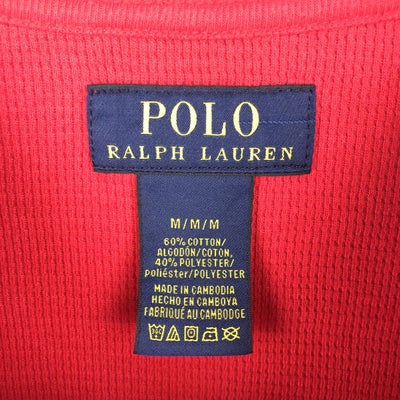 POLO
RALPH LAUREN
M/M/M
60% COTTON/
ALGODÓN/COTON,
40% POLYESTER/
Poliéster/POLYESTER
MADE IN CAMBODIA
HECHO EN CAMBOYA
FABRIQUÉ AU CAMBODGE